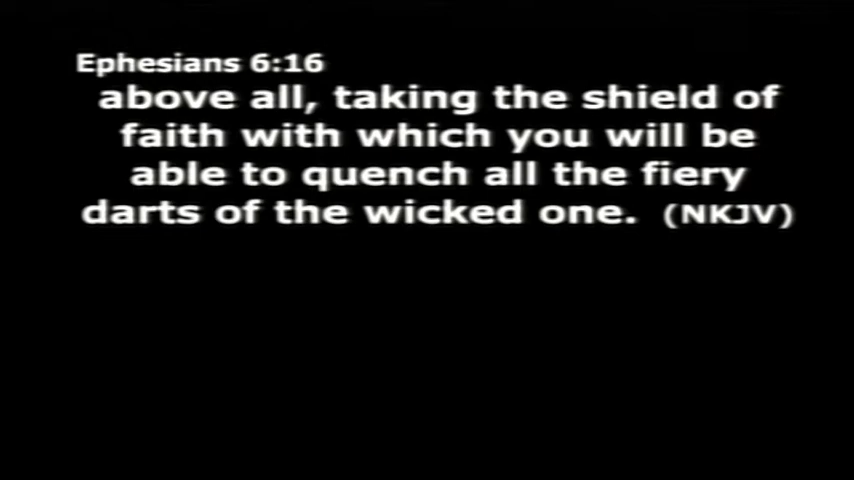 Ephesians 6:16
above all, taking the shield of
faith with which you will be
able to quench all the fiery
darts of the wicked one. (NKJV)